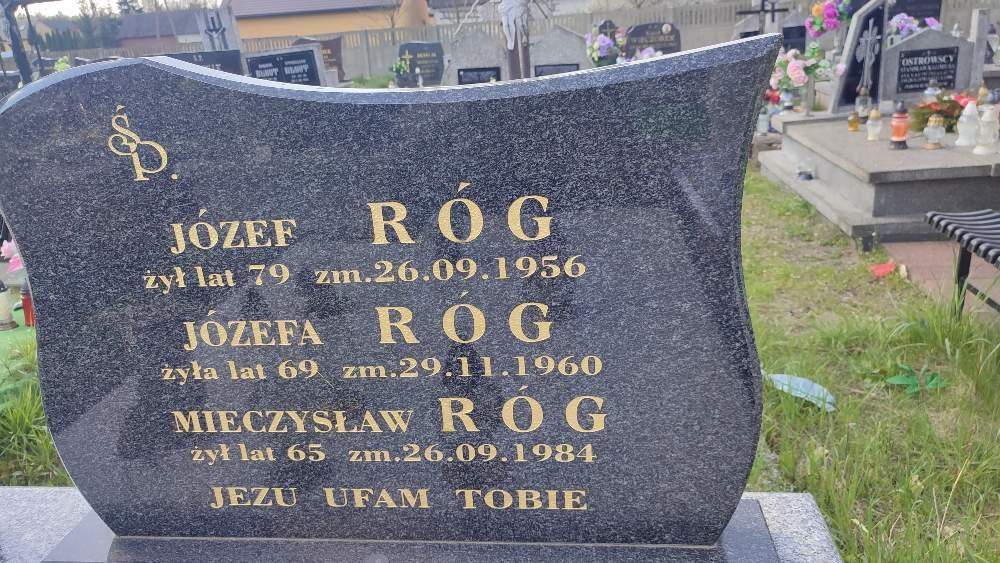 ŚP.
JÓZEF RÓG
żył lat 79 zm.26.09.1956
JÓZEFA RÓG
żyła lat 69 zm.29.11.1960
MIECZYSŁAW RÓG
żył lat 65 zm.26.09.1984
JEZU UFAM TOBIE
OSTROWSCY